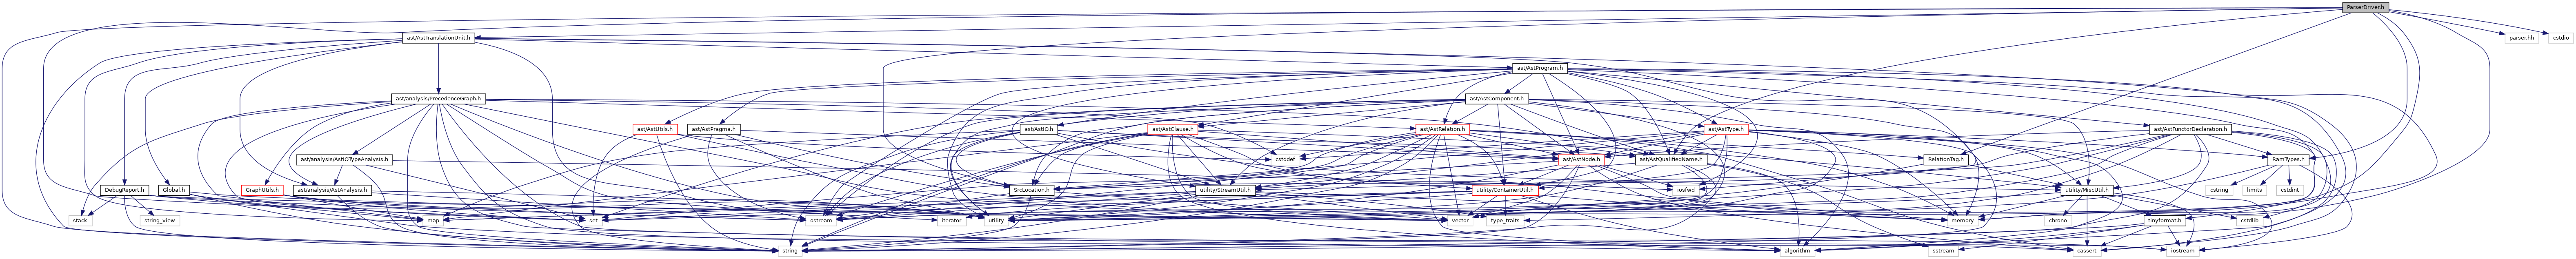 ParserDriver.h
ast/AstTranslationUnit.h
parser.hh
cstdio
ast/AstProgram.h
ast/analysis/PrecedenceGraph.h
ast/AstComponent.h
ast/AstUtils.h
ast/AstPragma.h
ast/AstIO.h
ast/AstClause.h
ast/AstRelation.h
ast/AstType.h
ast/AstFunctorDeclaration.h
ast/analysis/AstIOTypeAnalysis.h
cstddef
ast/AstNode.h
ast/AstQualifiedName.h
RelationTag.h
RamTypes.h
DebugReport.h
Global.h
GraphUtils.h
ast/analysis/AstAnalysis.h
SrcLocation.h
utility/StreamUtil.h
utility/ContainerUtil.h
iosfwd
utility/MiscUtil.h
cstring
limits
cstdint
stack
string_view
map
set
ostream
iterator
utility
vector
type_traits
memory
chrono
tinyformat.h
cstdlib
string
algorithm
sstream
cassert
iostream